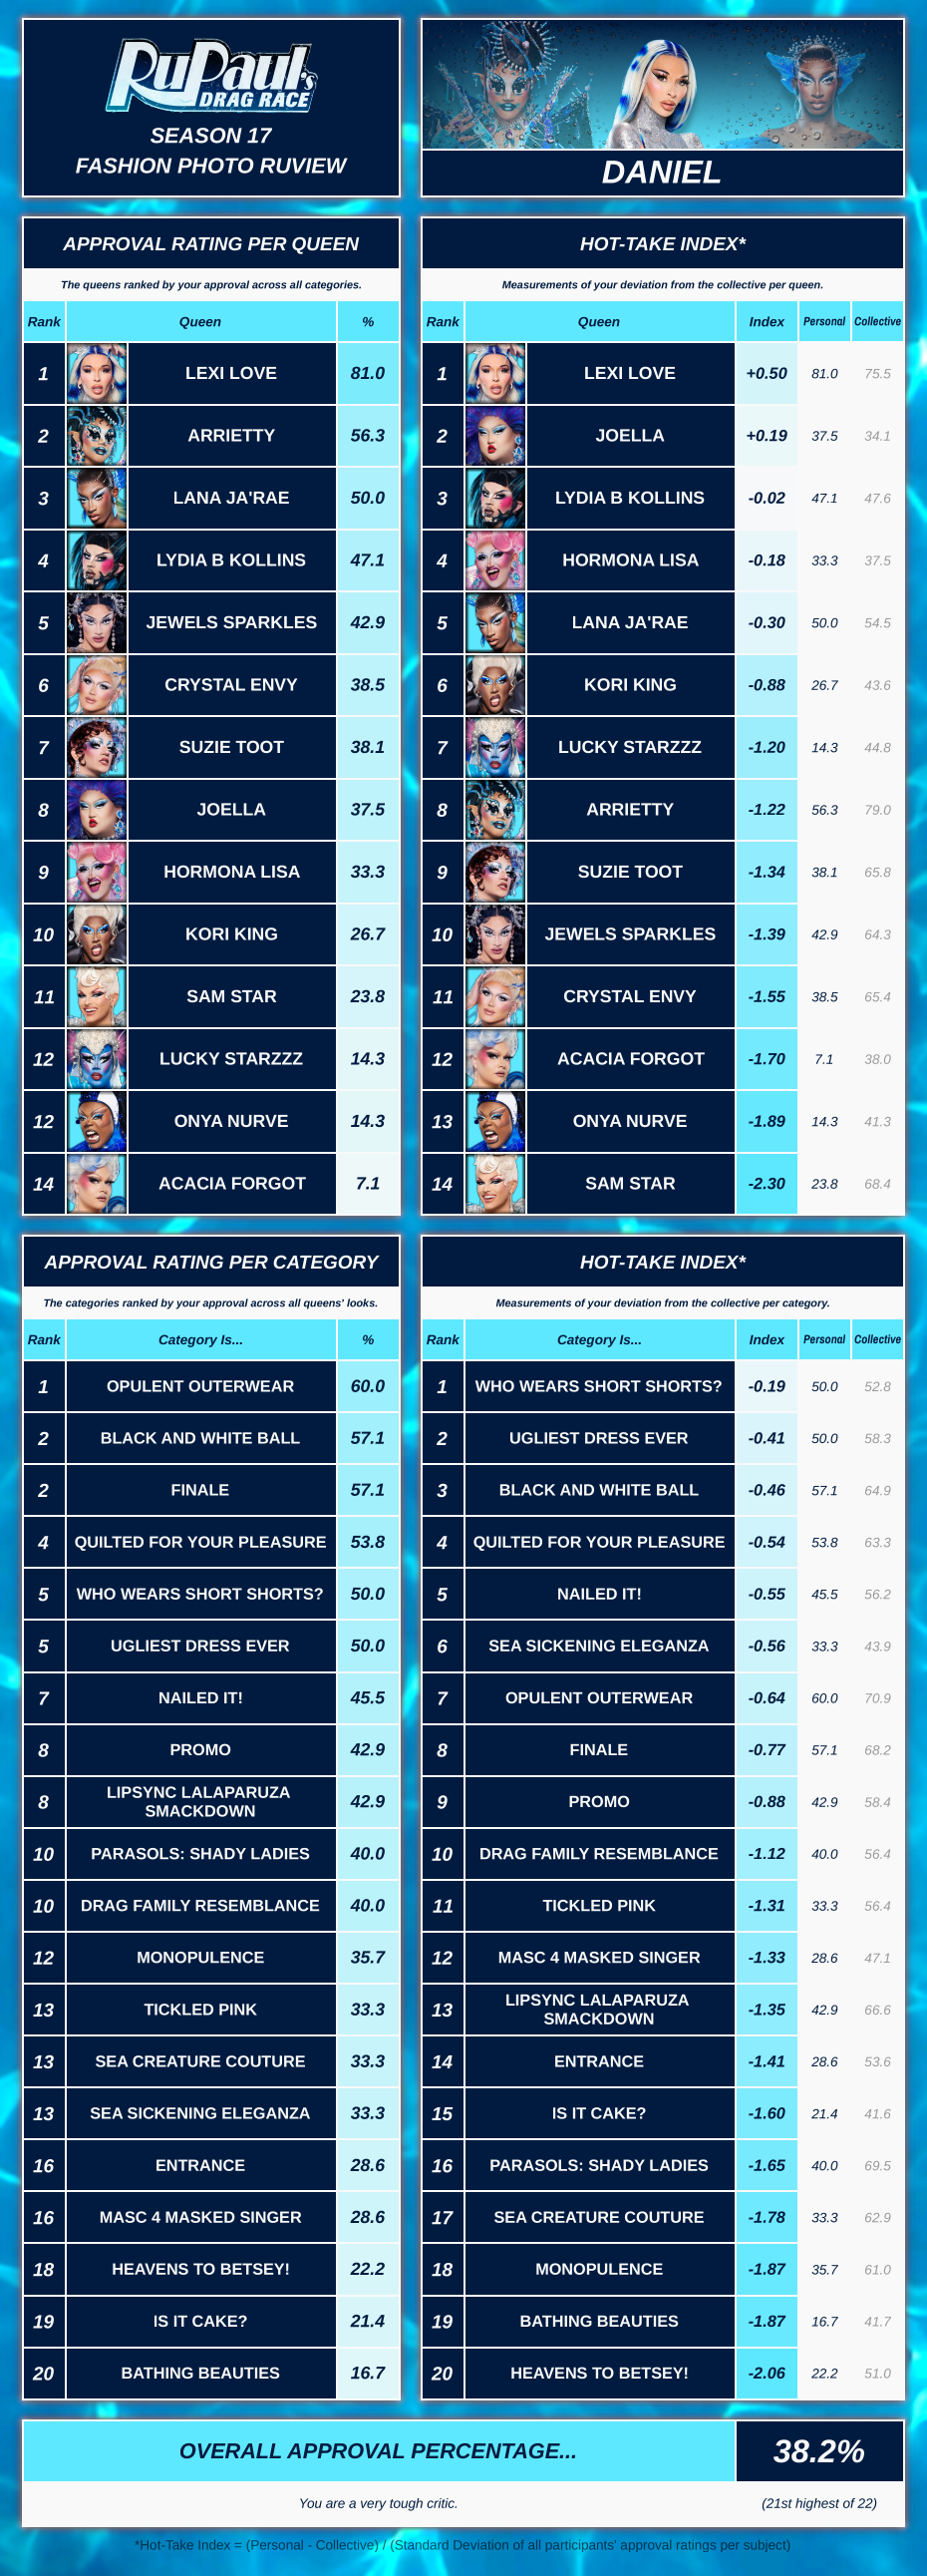 RuPaul's
DRAG RACE
SEASON 17
FASHION PHOTO RUVIEW
DANIEL
APPROVAL RATING PER QUEEN
The queens ranked by your approval across all categories.
Rank Queen %
1 LEXI LOVE 81.0
2 ARRIETTY 56.3
3 LANA JA'RAE 50.0
4 LYDIA B KOLLINS 47.1
5 JEWELS SPARKLES 42.9
6 CRYSTAL ENVY 38.5
7 SUZIE TOOT 38.1
8 JOELLA 37.5
9 HORMONA LISA 33.3
10 KORI KING 26.7
11 SAM STAR 23.8
12 LUCKY STARZZZ 14.3
12 ONYA NURVE 14.3
14 ACACIA FORGOT 7.1
HOT-TAKE INDEX*
Measurements of your deviation from the collective per queen.
Rank Queen Index Personal Collective
1 LEXI LOVE +0.50 81.0 75.5
2 JOELLA +0.19 37.5 34.1
3 LYDIA B KOLLINS -0.02 47.1 47.6
4 HORMONA LISA -0.18 33.3 37.5
5 LANA JA'RAE -0.30 50.0 54.5
6 KORI KING -0.88 26.7 43.6
7 LUCKY STARZZZ -1.20 14.3 44.8
8 ARRIETTY -1.22 56.3 79.0
9 SUZIE TOOT -1.34 38.1 65.8
10 JEWELS SPARKLES -1.39 42.9 64.3
11 CRYSTAL ENVY -1.55 38.5 65.4
12 ACACIA FORGOT -1.70 7.1 38.0
13 ONYA NURVE -1.89 14.3 41.3
14 SAM STAR -2.30 23.8 68.4
APPROVAL RATING PER CATEGORY
The categories ranked by your approval across all queens' looks.
Rank Category Is... %
1 OPULENT OUTERWEAR 60.0
2 BLACK AND WHITE BALL 57.1
2 FINALE 57.1
4 QUILTED FOR YOUR PLEASURE 53.8
5 WHO WEARS SHORT SHORTS? 50.0
5 UGLIEST DRESS EVER 50.0
7 NAILED IT! 45.5
8 PROMO 42.9
8 LIPSYNC LALAPARUZA
SMACKDOWN 42.9
10 PARASOLS: SHADY LADIES 40.0
10 DRAG FAMILY RESEMBLANCE 40.0
12 MONOPULENCE 35.7
13 TICKLED PINK 33.3
13 SEA CREATURE COUTURE 33.3
13 SEA SICKENING ELEGANZA 33.3
16 ENTRANCE 28.6
16 MASC 4 MASKED SINGER 28.6
18 HEAVENS TO BETSEY! 22.2
19 IS IT CAKE? 21.4
20 BATHING BEAUTIES 16.7
HOT-TAKE INDEX*
Measurements of your deviation from the collective per category.
Rank Category Is... Index Personal Collective
1 WHO WEARS SHORT SHORTS? -0.19 50.0 52.8
2 UGLIEST DRESS EVER -0.41 50.0 58.3
3 BLACK AND WHITE BALL -0.46 57.1 64.9
4 QUILTED FOR YOUR PLEASURE -0.54 53.8 63.3
5 NAILED IT! -0.55 45.5 56.2
6 SEA SICKENING ELEGANZA -0.56 33.3 43.9
7 OPULENT OUTERWEAR -0.64 60.0 70.9
8 FINALE -0.77 57.1 68.2
9 PROMO -0.88 42.9 58.4
10 DRAG FAMILY RESEMBLANCE -1.12 40.0 56.4
11 TICKLED PINK -1.31 33.3 56.4
12 MASC 4 MASKED SINGER -1.33 28.6 47.1
13 LIPSYNC LALAPARUZA
SMACKDOWN -1.35 42.9 66.6
14 ENTRANCE -1.41 28.6 53.6
15 IS IT CAKE? -1.60 21.4 41.6
16 PARASOLS: SHADY LADIES -1.65 40.0 69.5
17 SEA CREATURE COUTURE -1.78 33.3 62.9
18 MONOPULENCE -1.87 35.7 61.0
19 BATHING BEAUTIES -1.87 16.7 41.7
20 HEAVENS TO BETSEY! -2.06 22.2 51.0
OVERALL APPROVAL PERCENTAGE... 38.2%
You are a very tough critic. (21st highest of 22)
*Hot-Take Index = (Personal - Collective) / (Standard Deviation of all participants' approval ratings per subject)